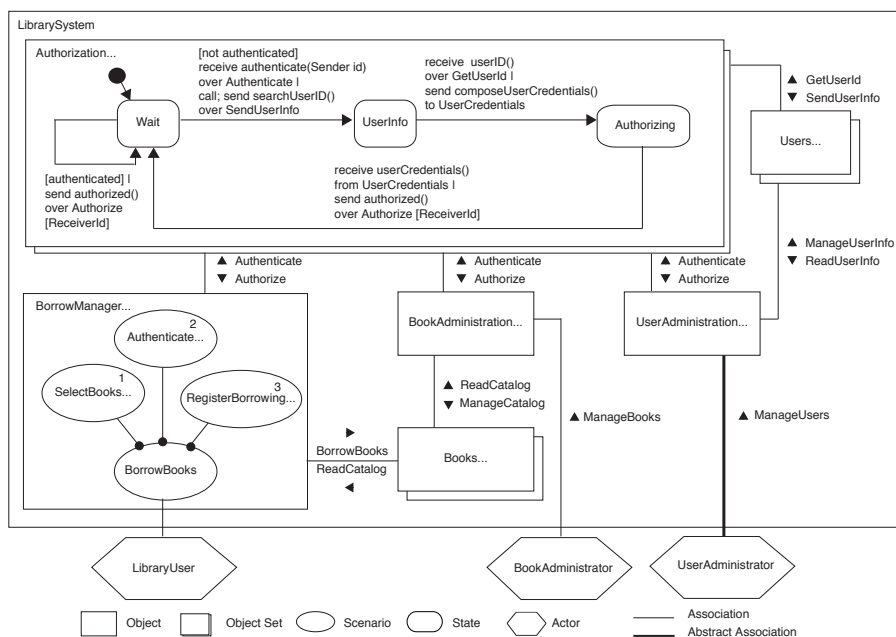 LibrarySystem
Authorization...
[not authenticated]
receive authenticate(Sender id)
over Authenticate |
call; send searchUserID()
over SendUserInfo
receive userID()
over GetUserId |
send composeUserCredentials()
to UserCredentials
Wait
UserInfo
Authorizing
[authenticated] |
send authorized()
over Authorize
[ReceiverId]
receive userCredentials()
from UserCredentials |
send authorized()
over Authorize [ReceiverId]
▲ GetUserId
▼ SendUserInfo
Users...
▲ ManageUserInfo
▼ ReadUserInfo
▲ Authenticate
▼ Authorize
▲ Authenticate
▼ Authorize
▲ Authenticate
▼ Authorize
BorrowManager...
2
Authenticate...
1
SelectBooks...
3
RegisterBorrowing...
BorrowBooks
BookAdministration...
UserAdministration...
▲ ReadCatalog
▼ ManageCatalog
▲ ManageBooks
▲ ManageUsers
►
BorrowBooks
ReadCatalog
◄
Books...
LibraryUser
BookAdministrator
UserAdministrator
Object
Object Set
Scenario
State
Actor
Association
Abstract Association